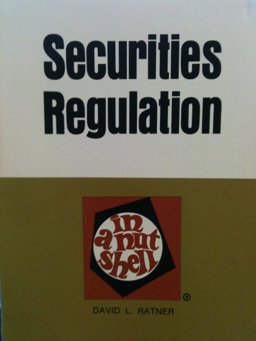 Securities
Regulation
in
a nut
shell
®
DAVID L. RATNER